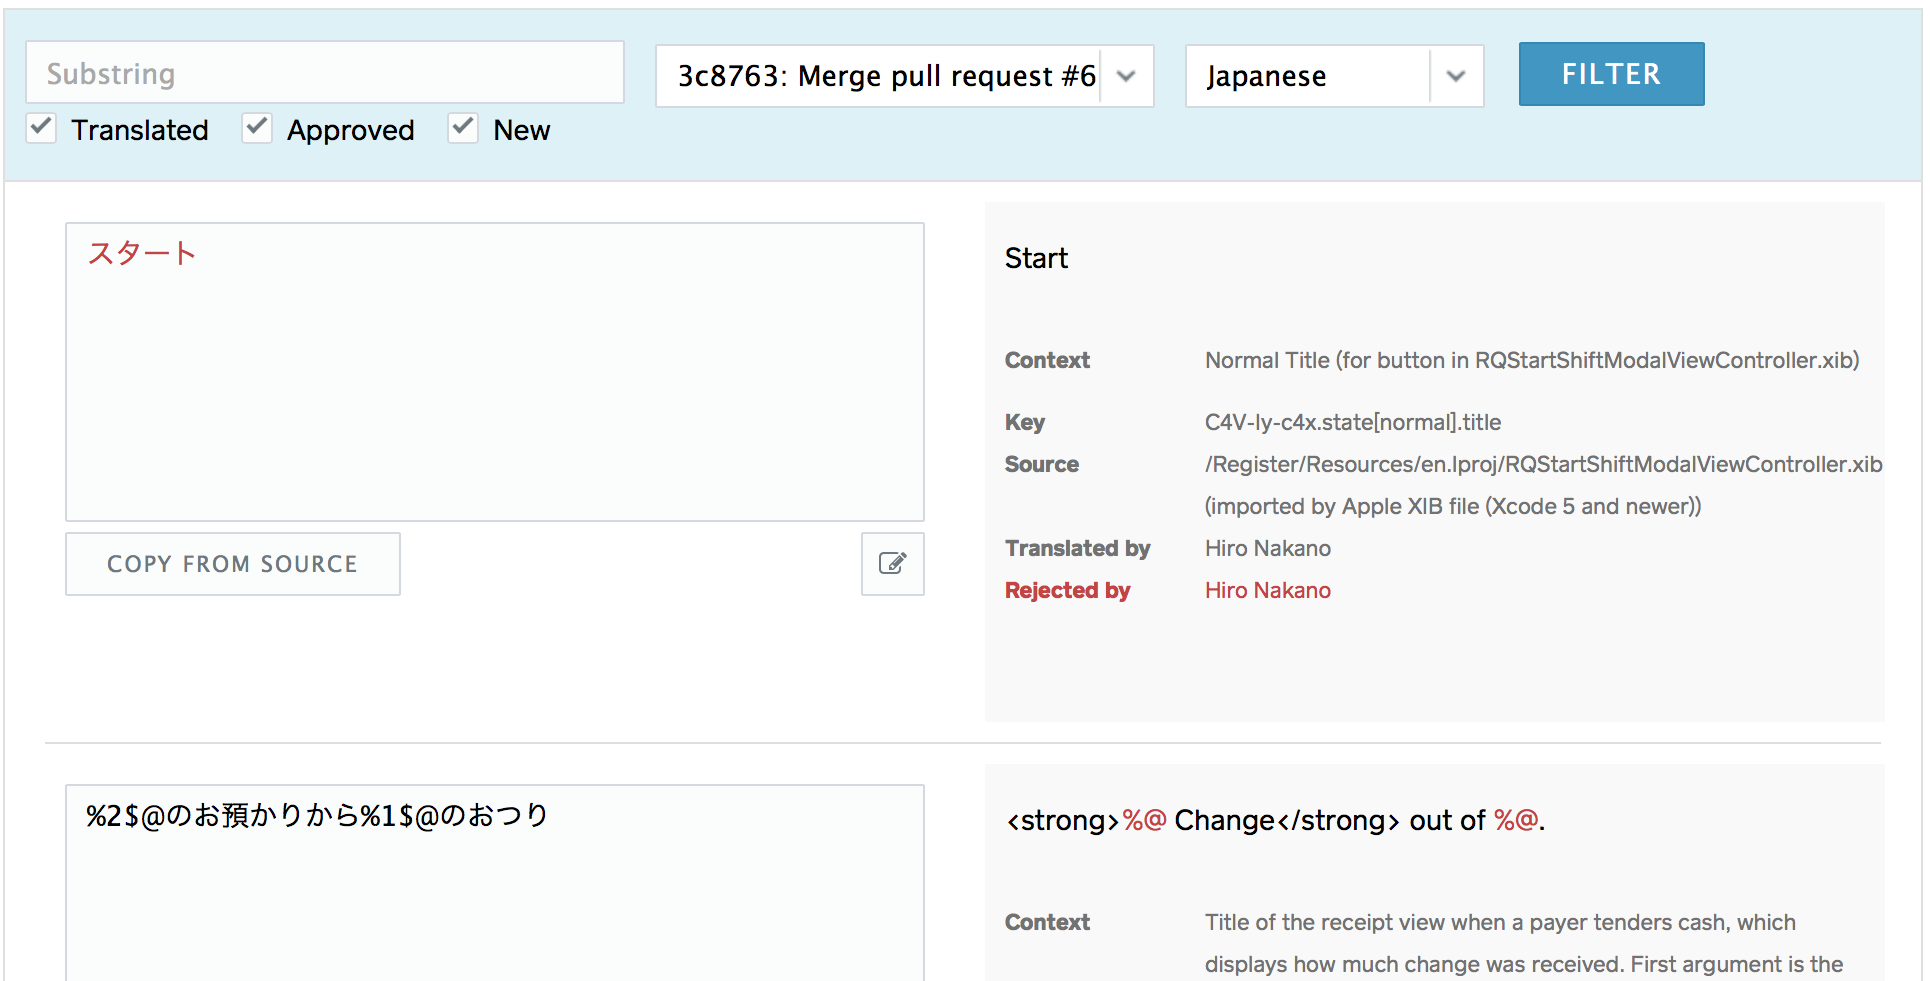 Substring
3c8763: Merge pull request #6
Japanese
FILTER
Translated
Approved
New
スタート
COPY FROM SOURCE
Start
Context Normal Title (for button in RQStartShiftModalViewController.xib)
Key C4V-ly-c4x.state[normal].title
Source /Register/Resources/en.lproj/RQStartShiftModalViewController.xib
(imported by Apple XIB file (Xcode 5 and newer))
Translated by Hiro Nakano
Rejected by Hiro Nakano
%2$@のお預かりから%1$@のおつり
<strong>%@ Change</strong> out of %@.
Context Title of the receipt view when a payer tenders cash, which
displays how much change was received. First argument is the